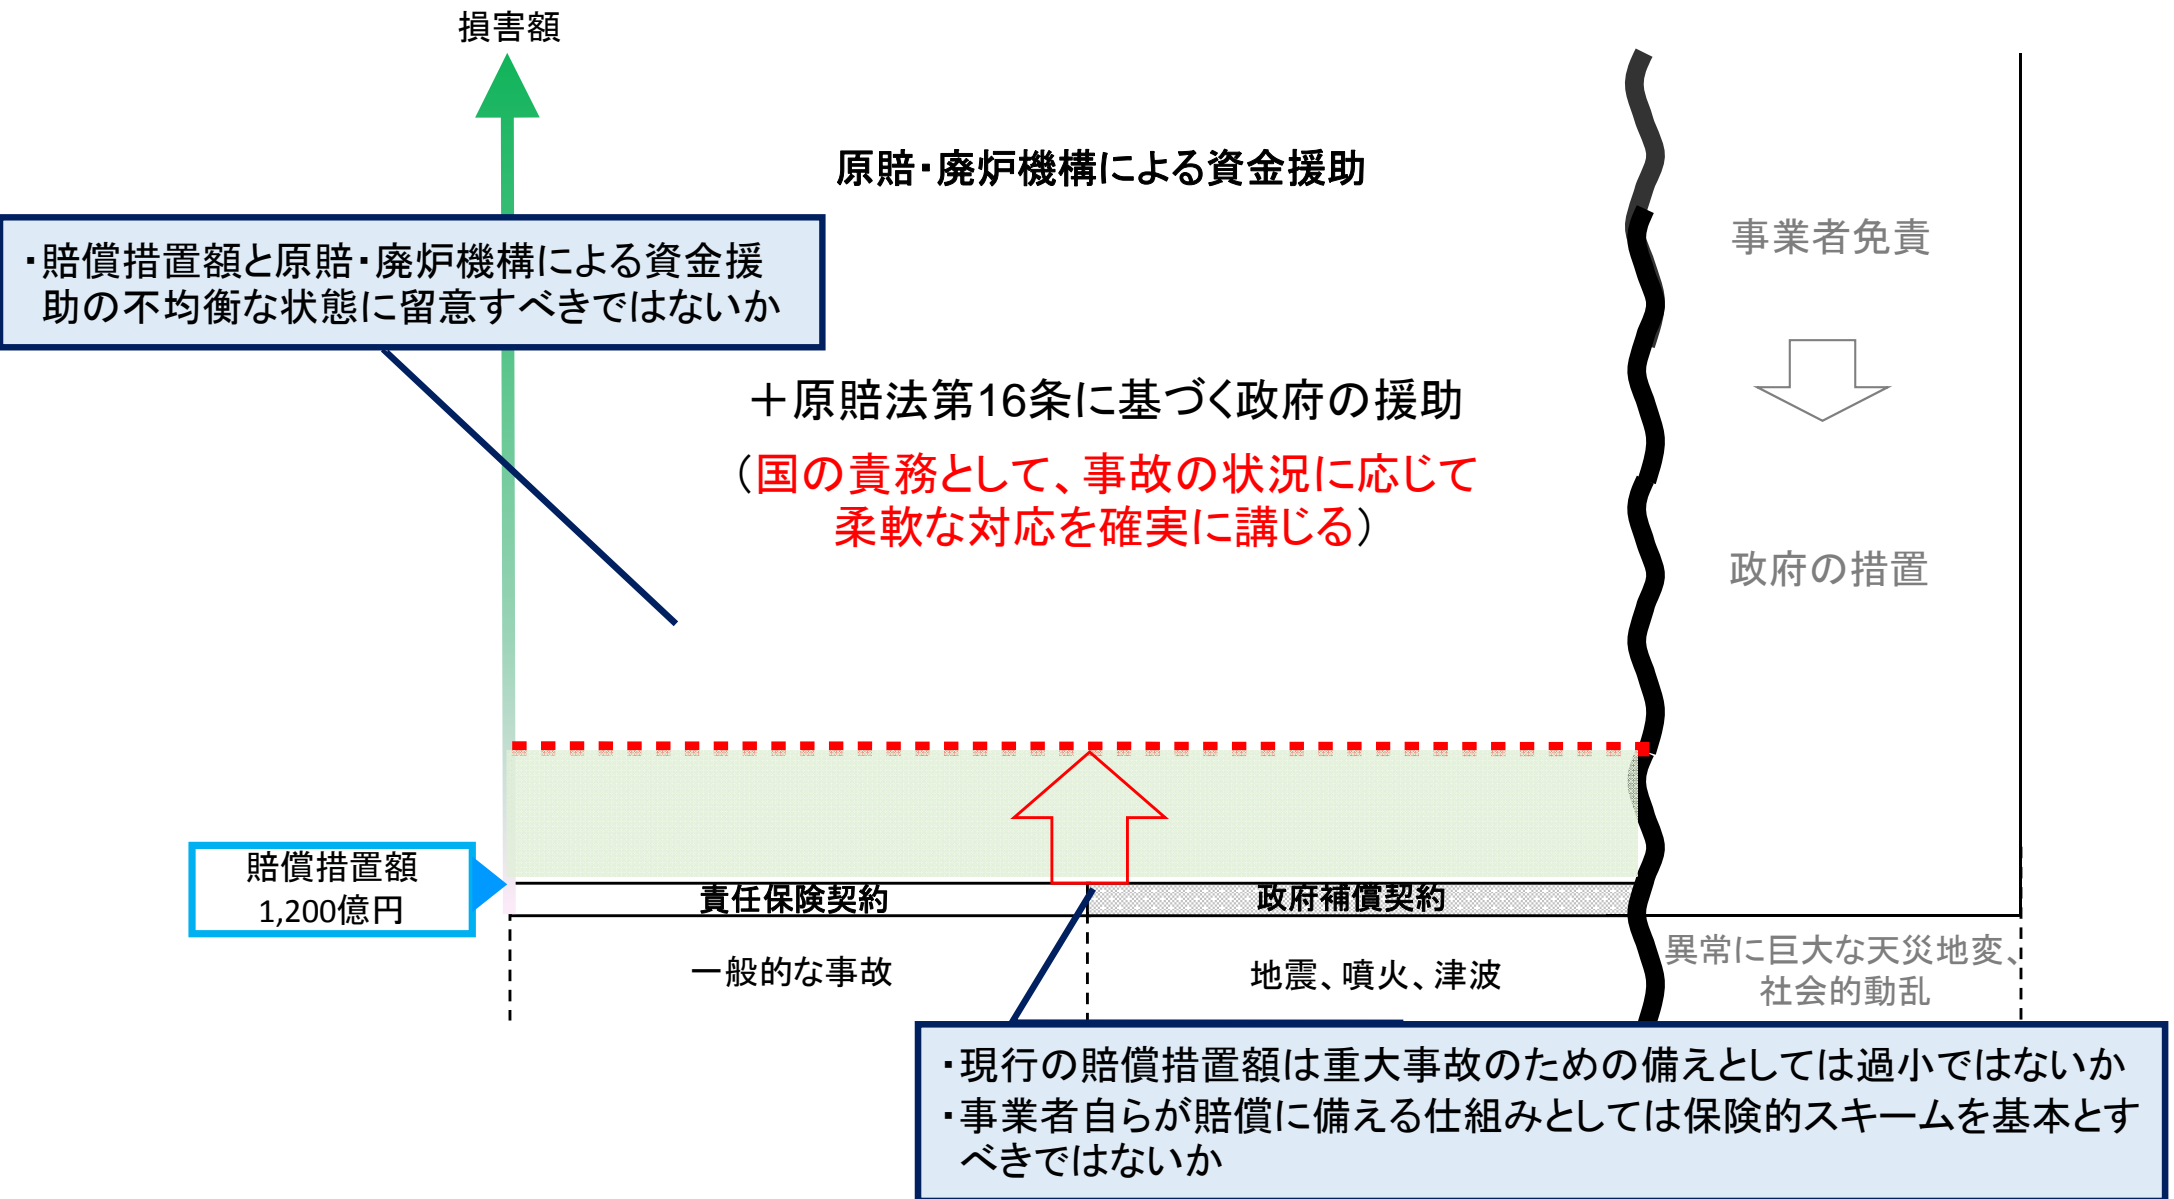 損害額
原賠・廃炉機構による資金援助
事業者免責
・賠償措置額と原賠・廃炉機構による資金援
助の不均衡な状態に留意すべきではないか
＋原賠法第16条に基づく政府の援助
（国の責務として、事故の状況に応じて
柔軟な対応を確実に講じる）
政府の措置
賠償措置額
1,200億円
責任保険契約
政府補償契約
一般的な事故
地震、噴火、津波
異常に巨大な天災地変、
社会的動乱
・現行の賠償措置額は重大事故のための備えとしては過小ではないか
・事業者自らが賠償に備える仕組みとしては保険的スキームを基本とす
べきではないか